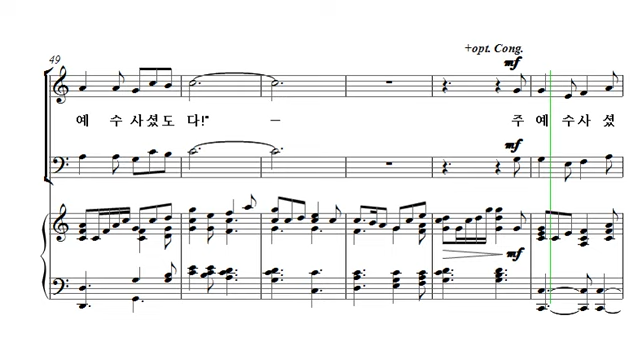 +opt. Cong.
49
mf
예 수 사 셨 도 다!" – 주 예 수 사 셨
mf
mf